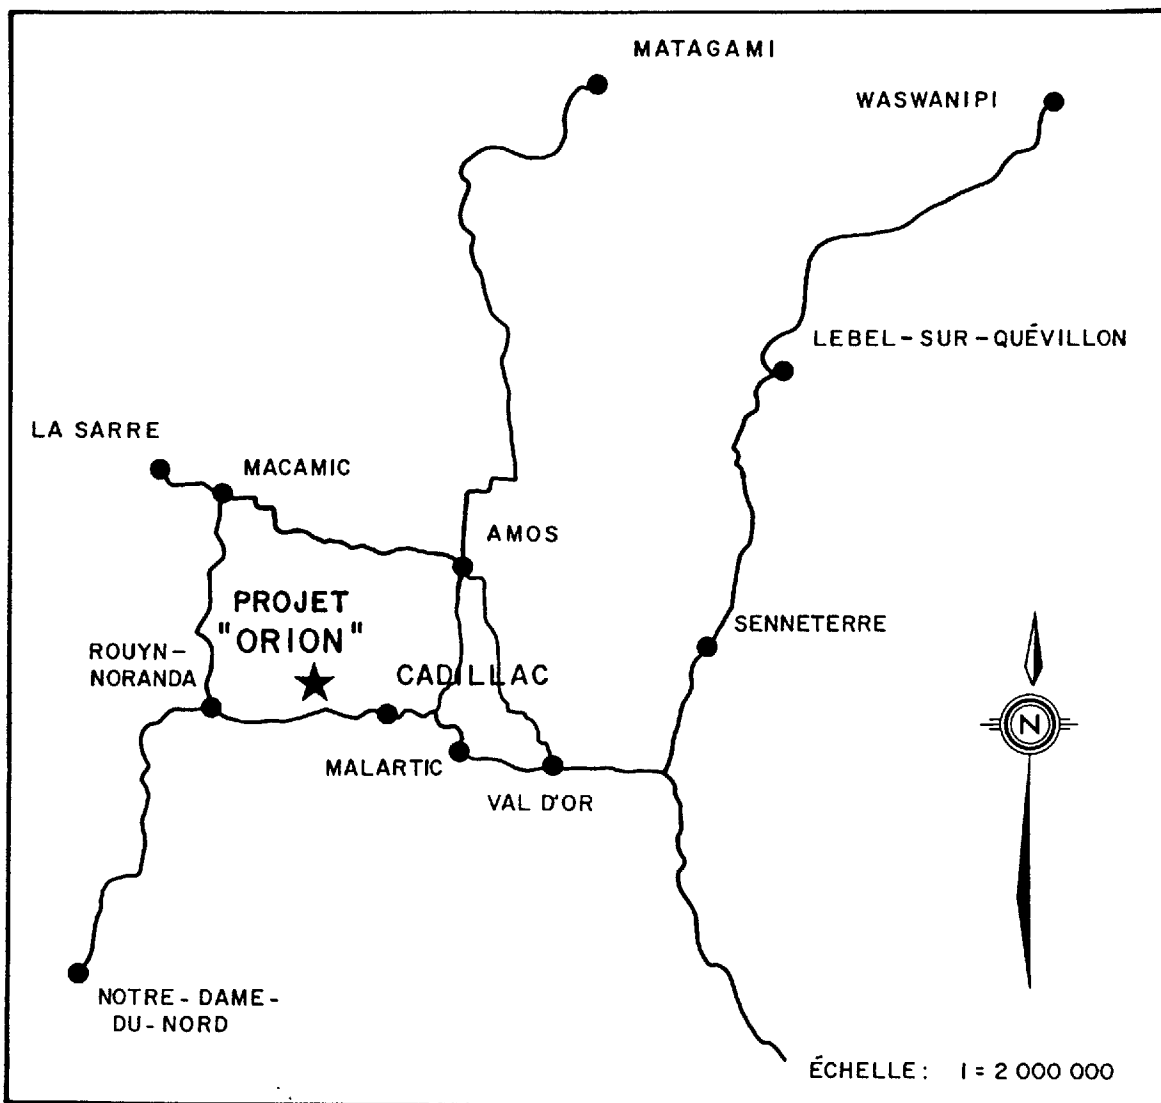 MATAGAMI
WASWANIPI
LEBEL-SUR-QUÉVILLON
LA SARRE
MACAMIC
AMOS
PROJET
"ORION"
SENNETERRE
ROUYN-
NORANDA
CADILLAC
N
MALARTIC
VAL D'OR
NOTRE-DAME-
DU-NORD
ÉCHELLE: 1 = 2 000 000